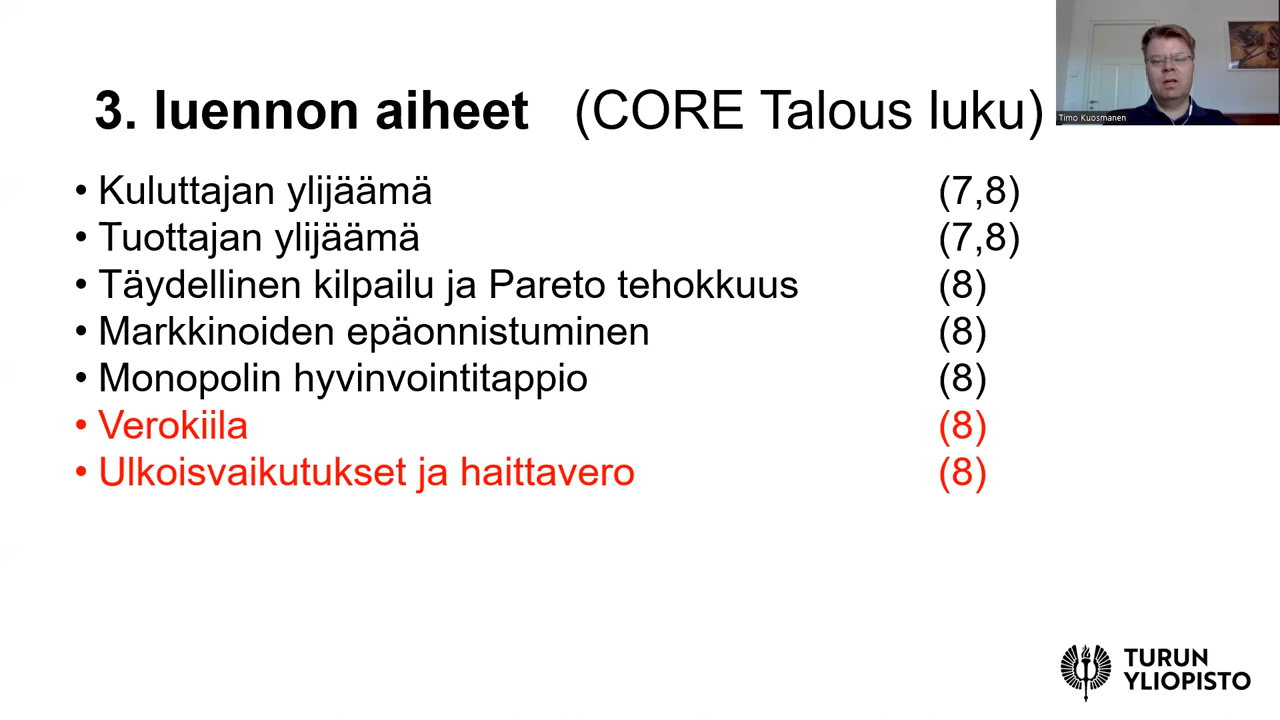 3. luennon aiheet (CORE Talous luku)
Timo Kuosmanen
• Kuluttajan ylijäämä (7,8)
• Tuottajan ylijäämä (7,8)
• Täydellinen kilpailu ja Pareto tehokkuus (8)
• Markkinoiden epäonnistuminen (8)
• Monopolin hyvinvointitappio (8)
• Verokiila (8)
• Ulkoisvaikutukset ja haittavero (8)
TURUN
YLIOPISTO